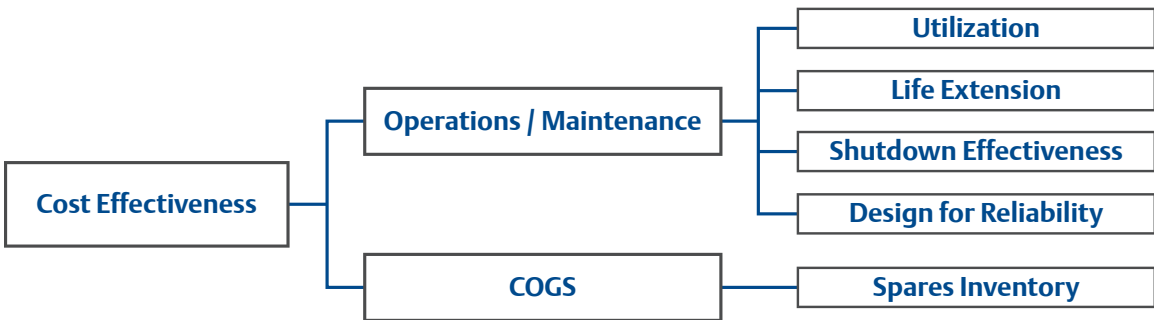 Cost Effectiveness
Operations / Maintenance
Utilization
Life Extension
Shutdown Effectiveness
Design for Reliability
COGS
Spares Inventory